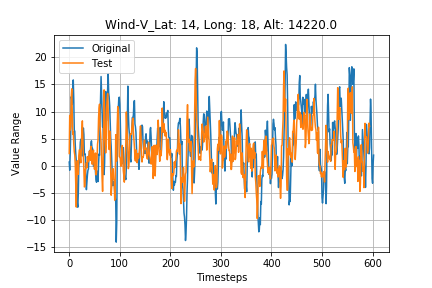 Wind-V_Lat: 14, Long: 18, Alt: 14220.0
Original
Test
20
15
10
5
0
−5
−10
−15
Value Range
0 100 200 300 400 500 600
Timesteps